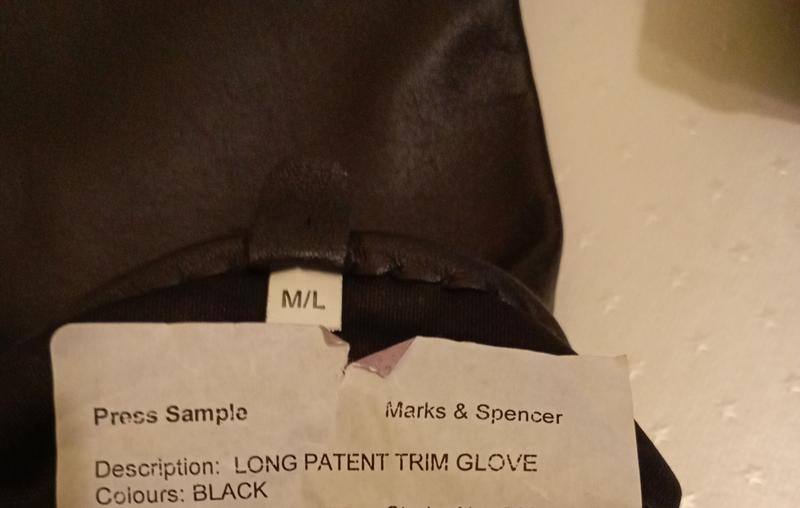 M/L
Press Sample Marks & Spencer
Description: LONG PATENT TRIM GLOVE
Colours: BLACK